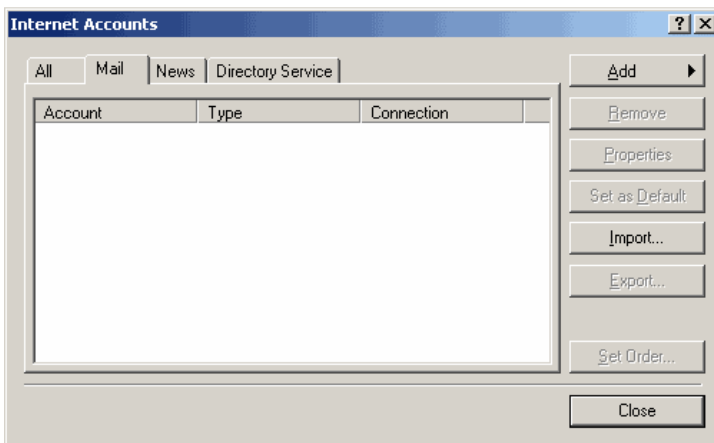 Internet Accounts
All Mail News Directory Service
Account Type Connection
Add
Remove
Properties
Set as Default
Import...
Export...
Set Order...
Close